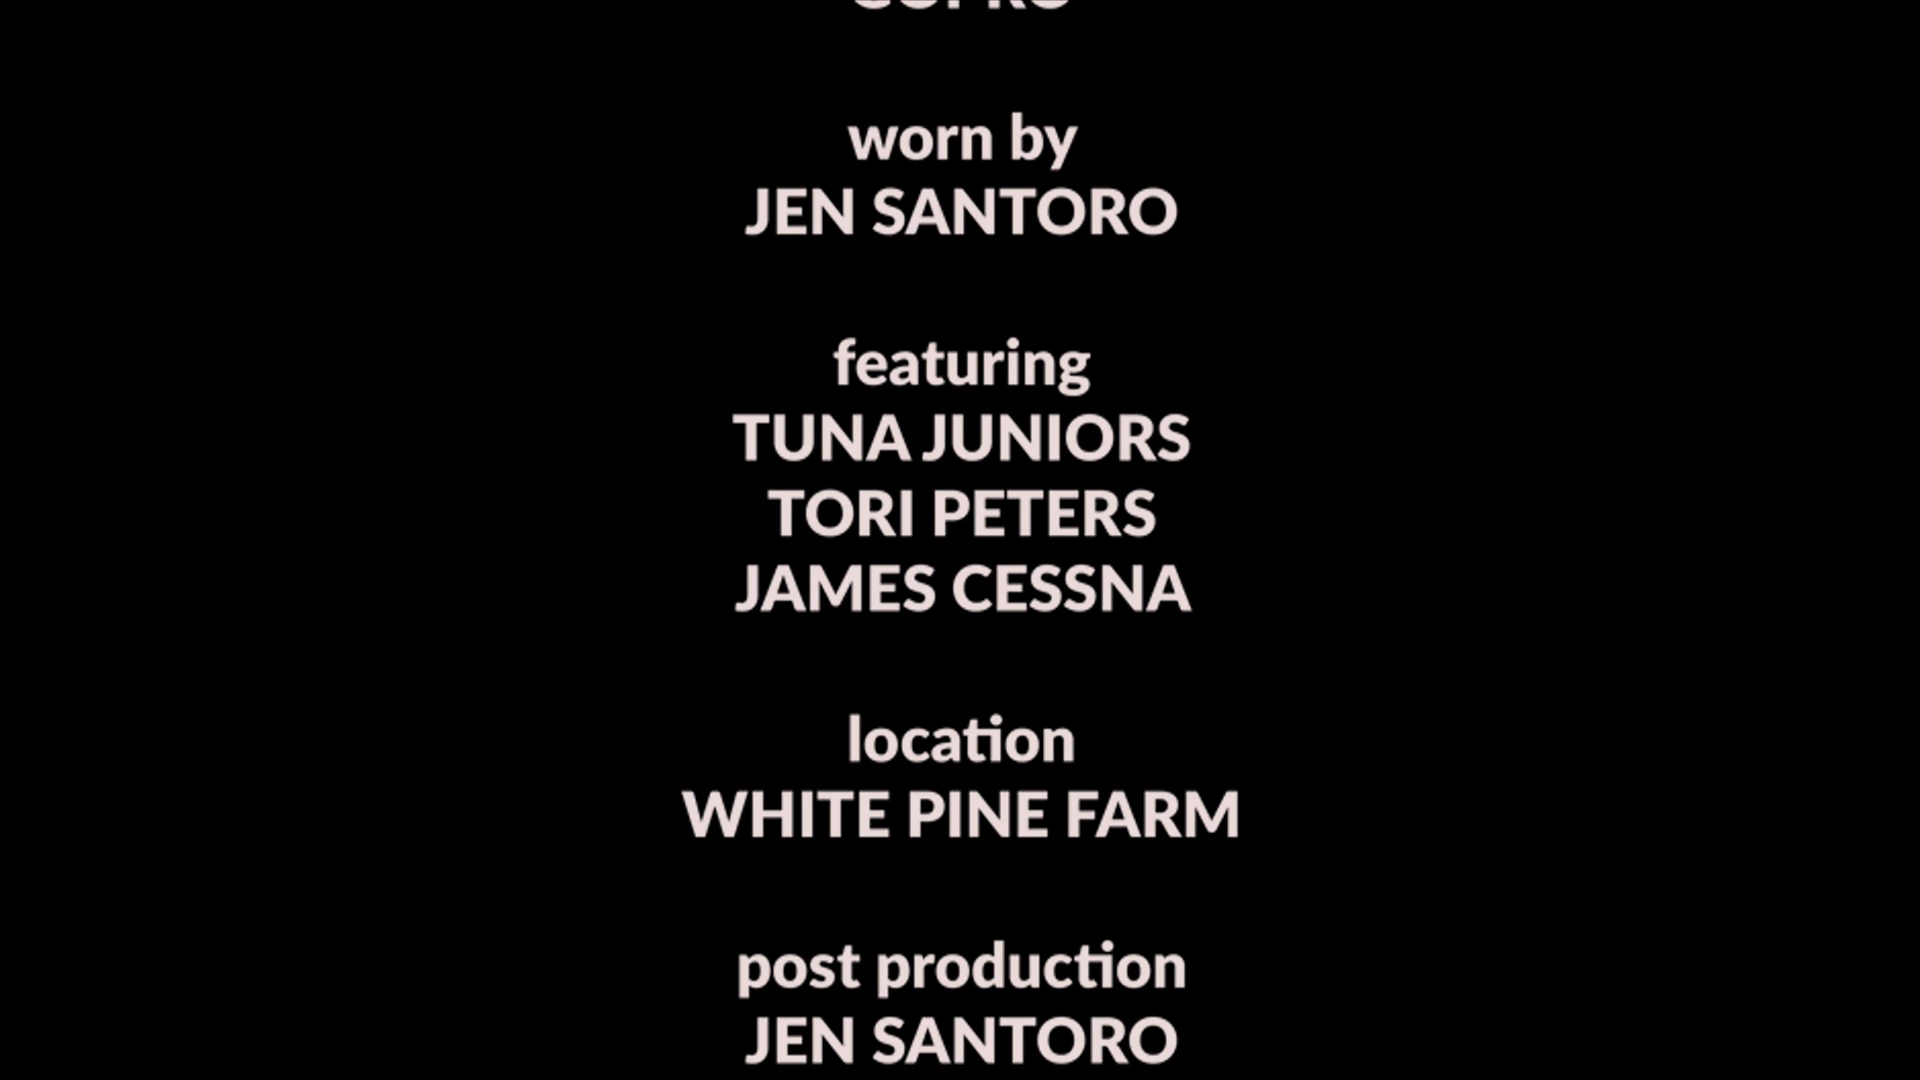 worn by
JEN SANTORO
featuring
TUNA JUNIORS
TORI PETERS
JAMES CESSNA
location
WHITE PINE FARM
post production
JEN SANTORO